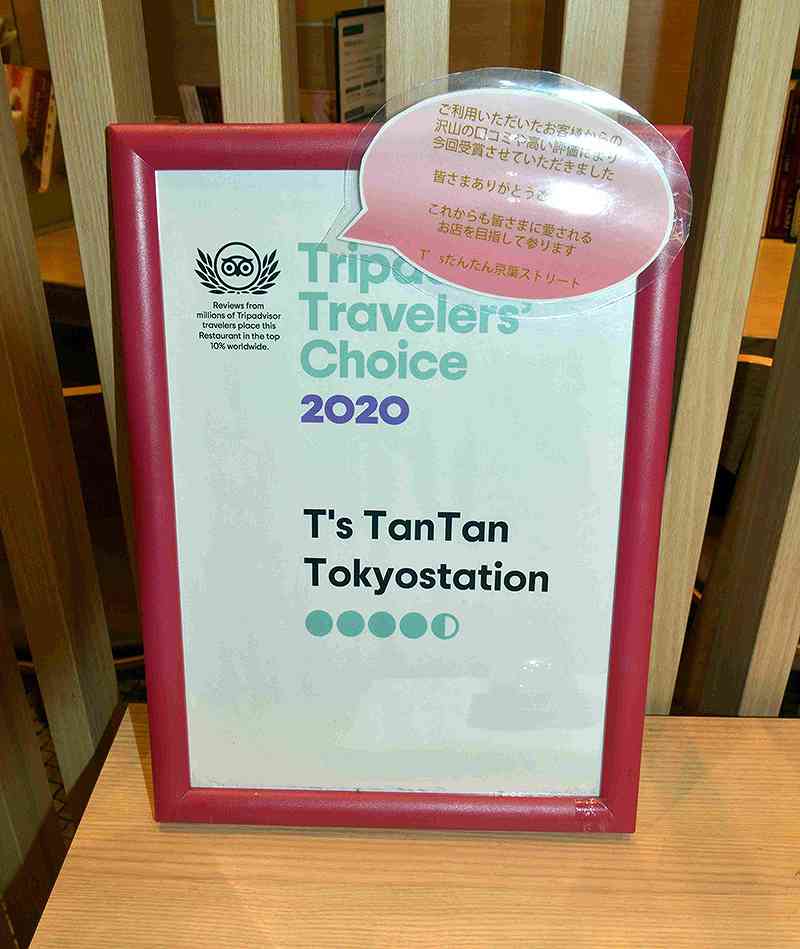 ご利用いただいたお客様からの
沢山の口コミや高い評価により
今回受賞させていただきました
皆さまありがとうご
これからも皆さまに愛される
お店を目指して参ります
T'sたんたん京葉ストリート
Reviews from
millions of Tripadvisor
travelers place this
Restaurant in the top
10% worldwide.
Tripad
Travelers'
Choice
2020
T's TanTan
Tokyostation